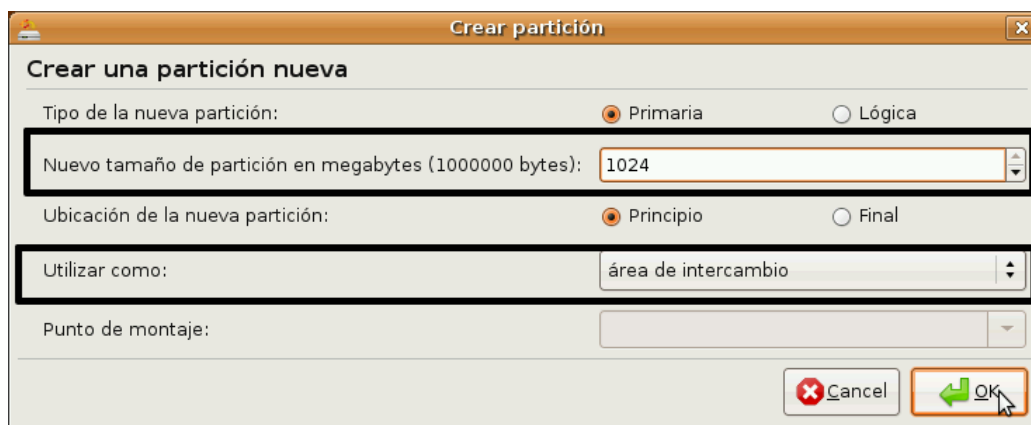 Crear partición
Crear una partición nueva
Tipo de la nueva partición: Primaria Lógica
Nuevo tamaño de partición en megabytes (1000000 bytes): 1024
Ubicación de la nueva partición: Principio Final
Utilizar como: área de intercambio
Punto de montaje:
Cancel OK